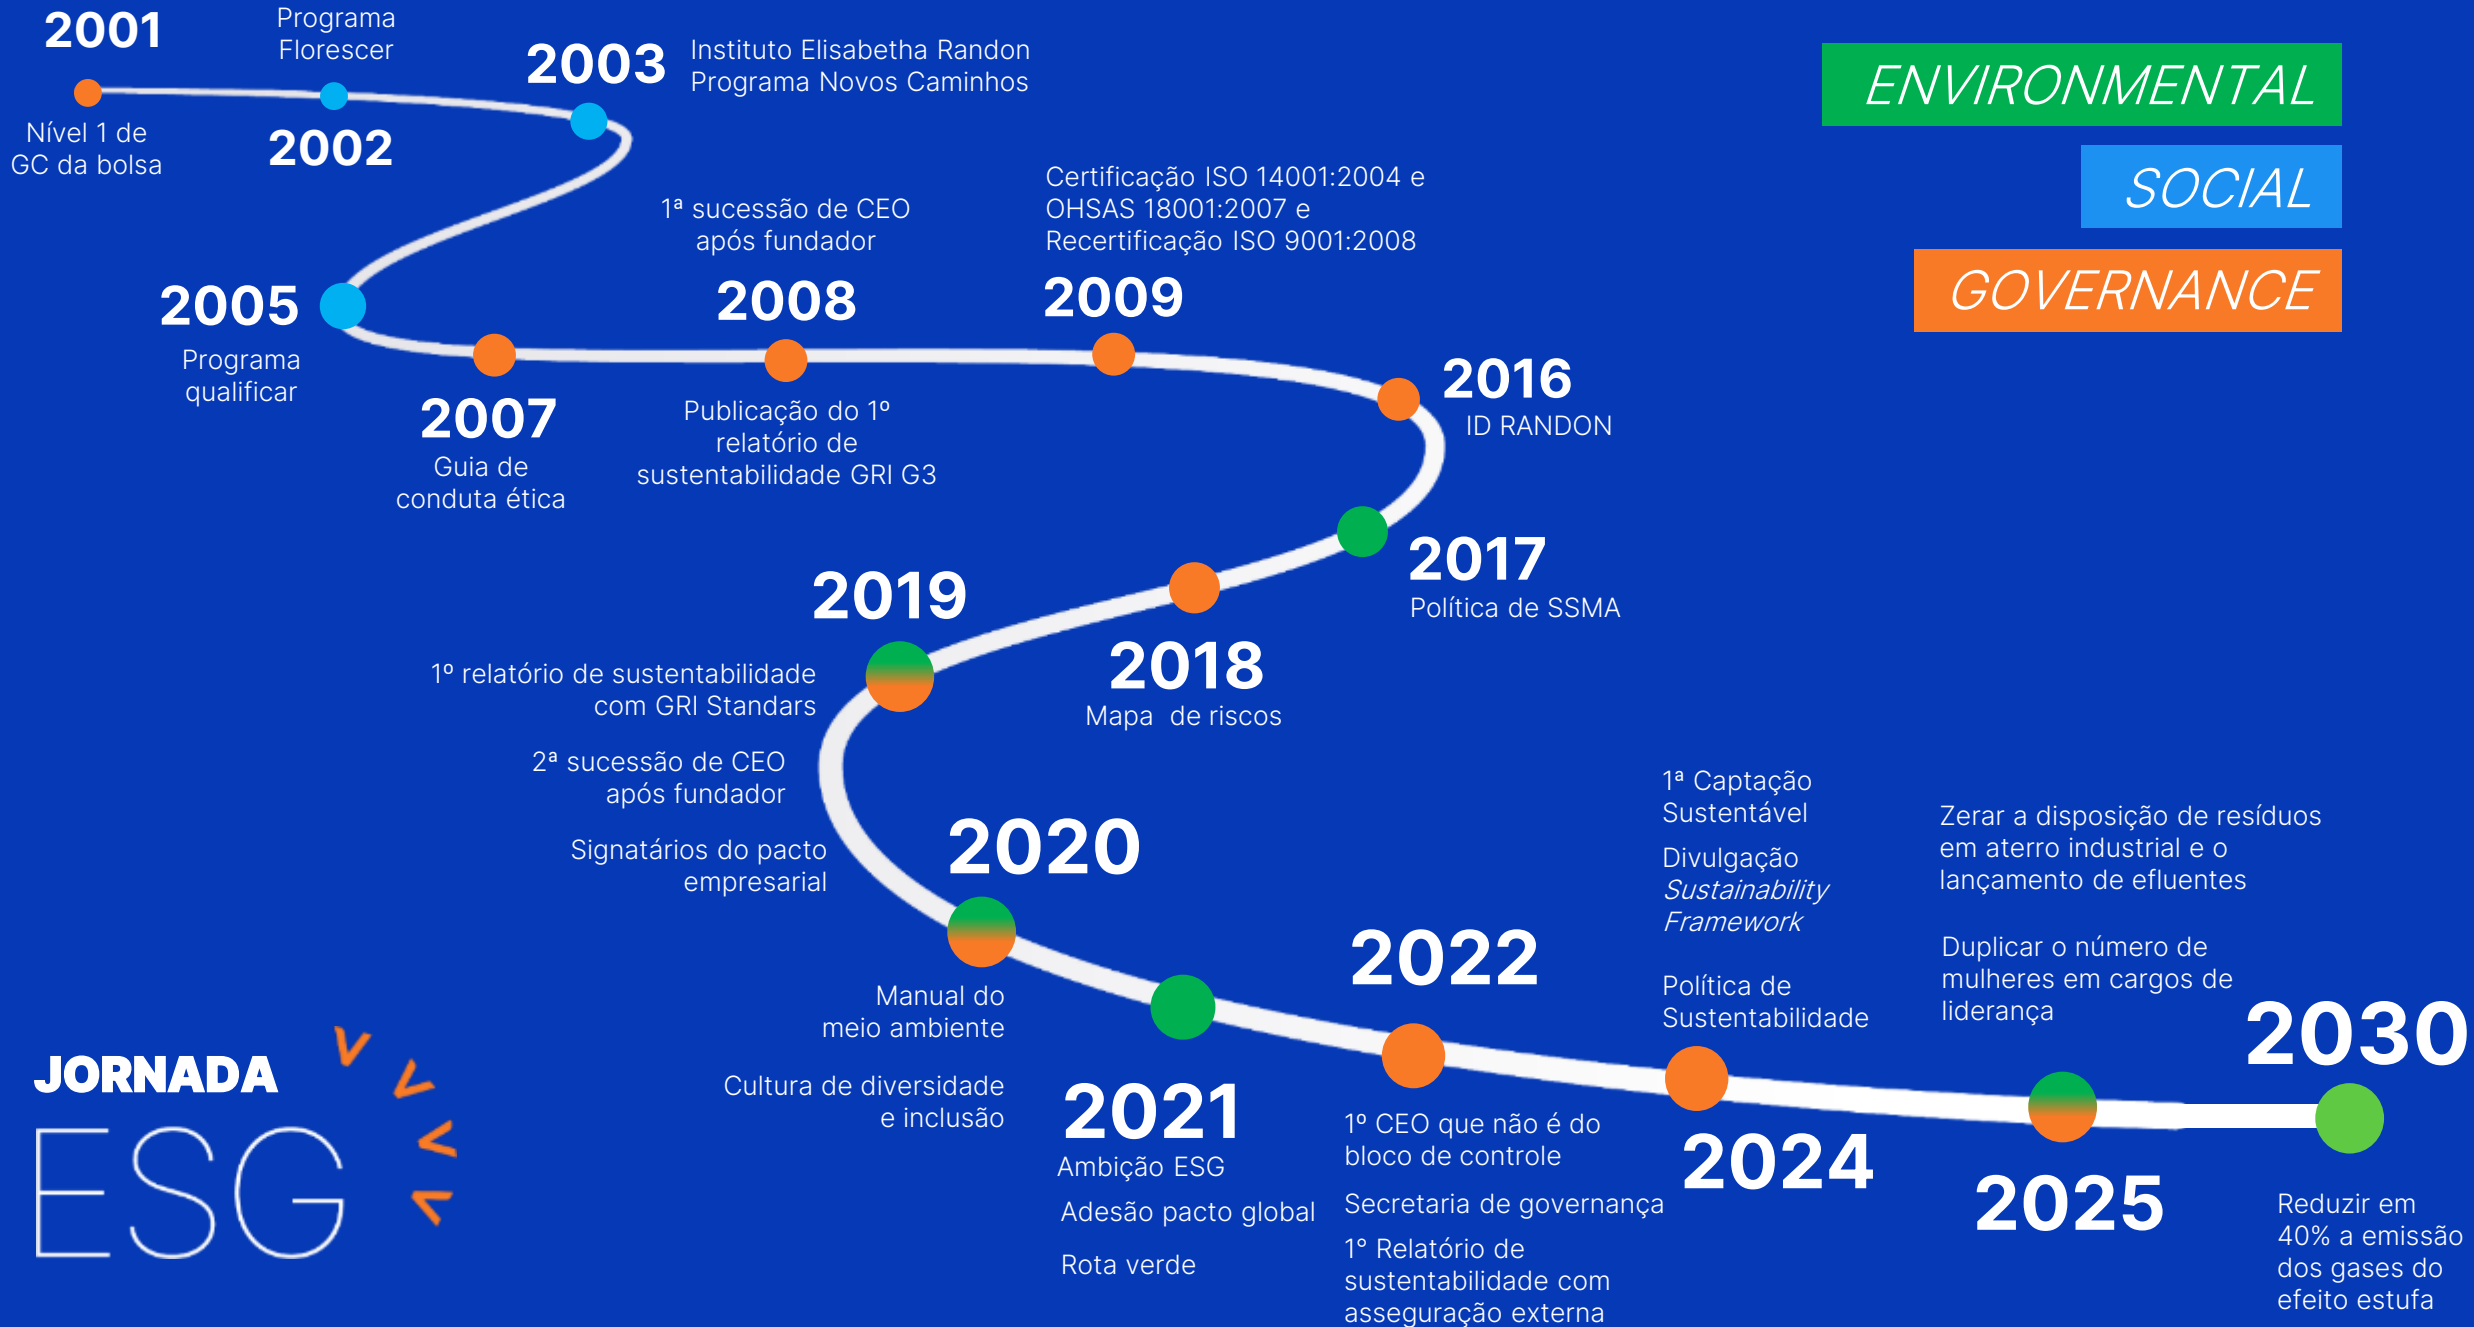 2001
Nível 1 de
GC da bolsa
Programa
Florescer
2002
2003
Instituto Elisabetha Randon
Programa Novos Caminhos
ENVIRONMENTAL
SOCIAL
GOVERNANCE
2005
Programa
qualificar
2007
Guia de
conduta ética
1ª sucessão de CEO
após fundador
2008
Publicação do 1º
relatório de
sustentabilidade GRI G3
Certificação ISO 14001:2004 e
OHSAS 18001:2007 e
Recertificação ISO 9001:2008
2009
2016
ID RANDON
2017
Política de SSMA
2018
Mapa de riscos
2019
1º relatório de sustentabilidade
com GRI Standars
2ª sucessão de CEO
após fundador
Signatários do pacto
empresarial
2020
Manual do
meio ambiente
Cultura de diversidade
e inclusão
2021
Ambição ESG
Adesão pacto global
Rota verde
2022
1º CEO que não é do
bloco de controle
Secretaria de governança
1° Relatório de
sustentabilidade com
asseguração externa
1ª Captação
Sustentável
Divulgação
Sustainability
Framework
Política de
Sustentabilidade
2024
Zerar a disposição de resíduos
em aterro industrial e o
lançamento de efluentes
Duplicar o número de
mulheres em cargos de
liderança
2025
2030
Reduzir em
40% a emissão
dos gases do
efeito estufa
JORNADA
ESG